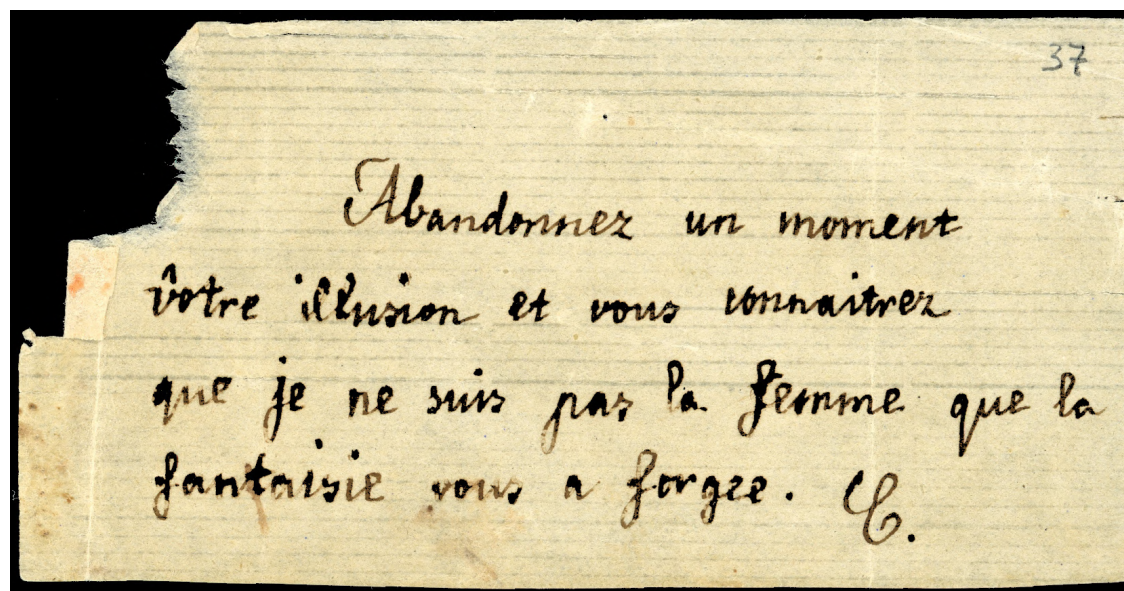 37
Abandonnez un moment
vôtre illusion et vous connaitrez
que je ne suis pas la femme que la
fantaisie vous a forgee. C.